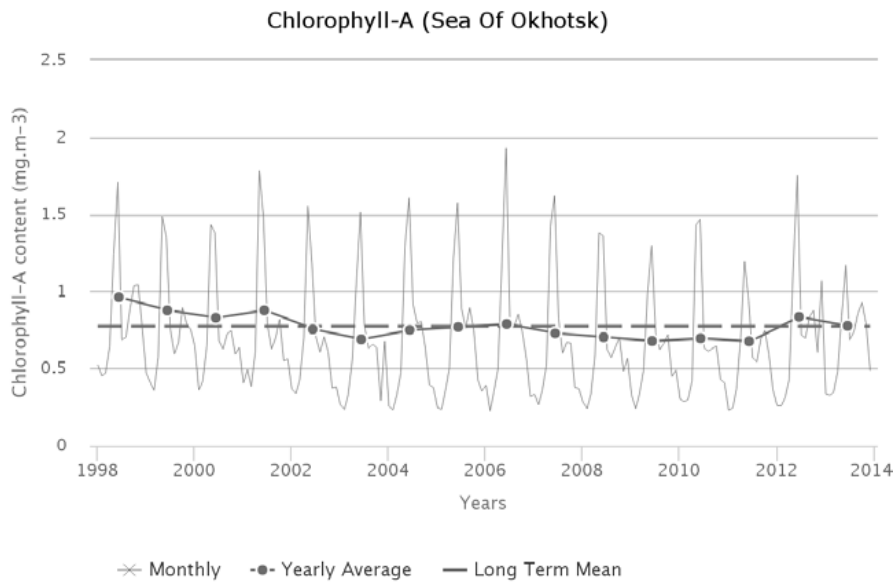 Chlorophyll-A (Sea Of Okhotsk)
2.5
2
1.5
1
0.5
0
Chlorophyll-A content (mg.m-3)
1998 2000 2002 2004 2006 2008 2010 2012 2014
Years
Monthly Yearly Average Long Term Mean